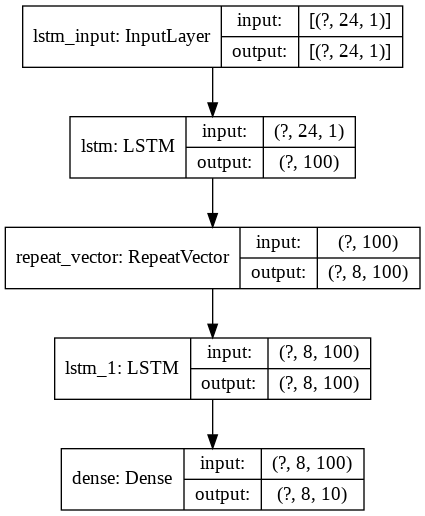 lstm_input: InputLayer input: [(?, 24, 1)]
output: [(?, 24, 1)]
lstm: LSTM input: (?, 24, 1)
output: (?, 100)
repeat_vector: RepeatVector input: (?, 100)
output: (?, 8, 100)
lstm_1: LSTM input: (?, 8, 100)
output: (?, 8, 100)
dense: Dense input: (?, 8, 100)
output: (?, 8, 10)